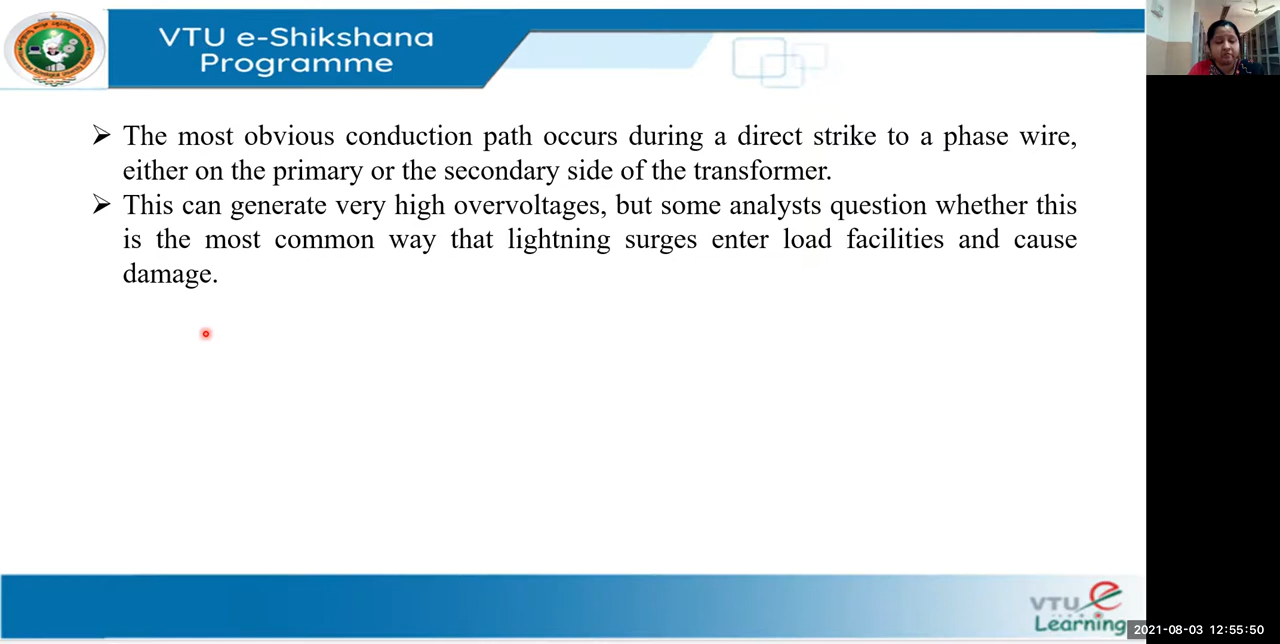 VTU e-Shikshana
Programme
➢ The most obvious conduction path occurs during a direct strike to a phase wire,
either on the primary or the secondary side of the transformer.
➢ This can generate very high overvoltages, but some analysts question whether this
is the most common way that lightning surges enter load facilities and cause
damage.
VTU e
Learning
2021-08-03 12:55:50